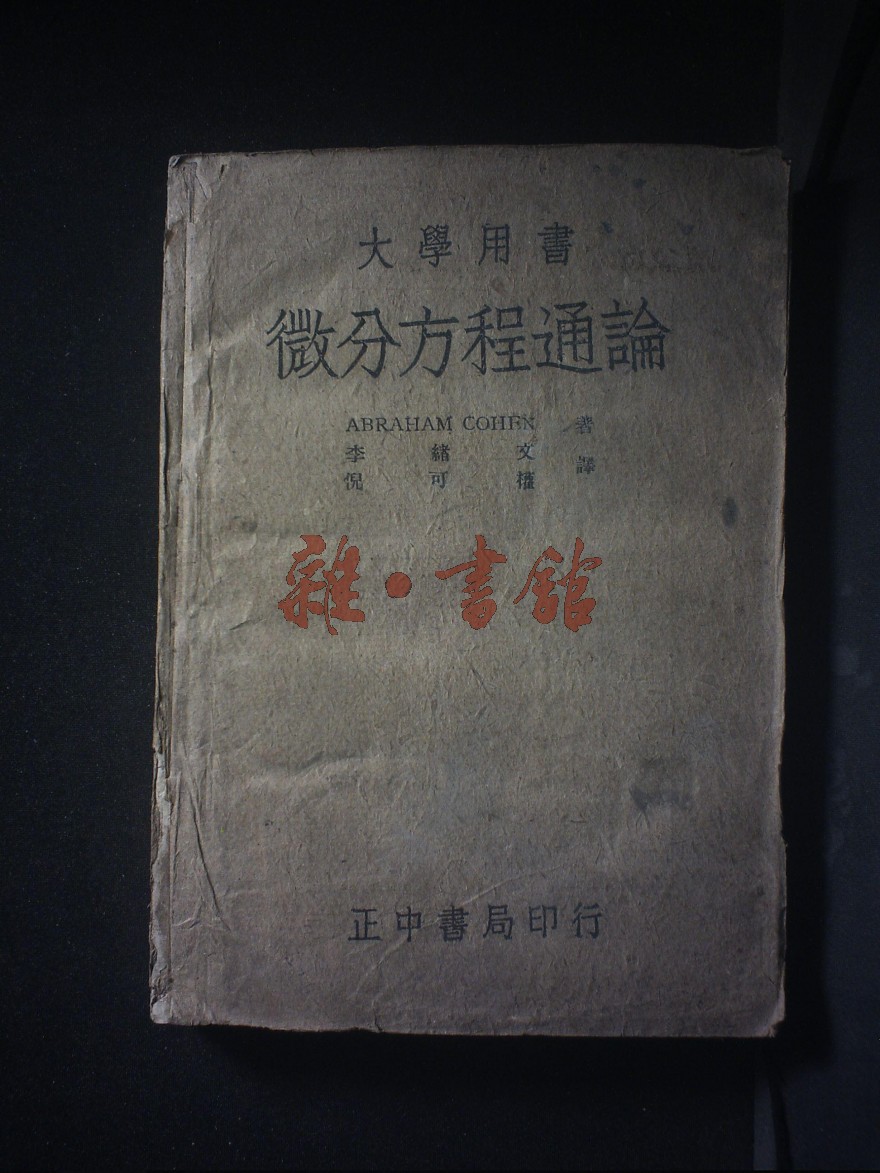 大學用書
微分方程通論
ABRAHAM COHEN 著
李緒文
倪可權 譯
雜·書館
正中書局印行